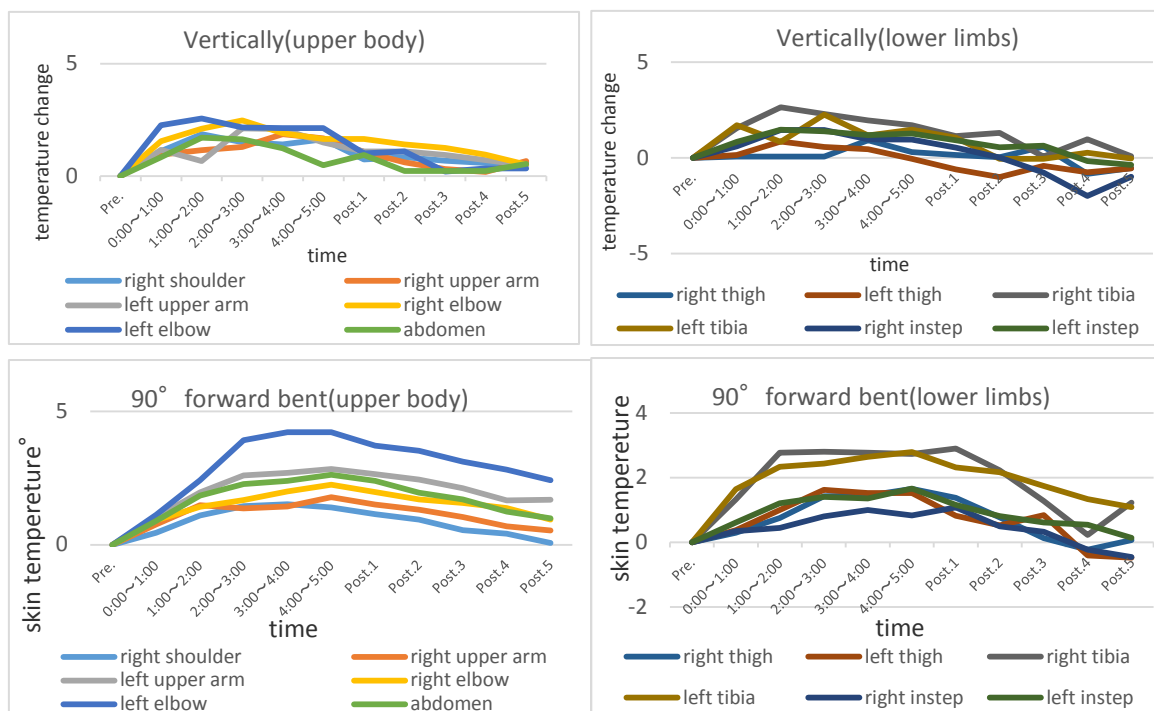 Vertically(upper body)
5
0
temperature change
Pre.
0:00～1:00
1:00～2:00
2:00～3:00
3:00～4:00
4:00～5:00
Post.1
Post.2
Post.3
Post.4
Post.5
time
right shoulder
right upper arm
left upper arm
right elbow
left elbow
abdomen
Vertically(lower limbs)
5
0
-5
temperature change
Pre.
0:00～1:00
1:00～2:00
2:00～3:00
3:00～4:00
4:00～5:00
Post.1
Post.2
Post.3
Post.4
Post.5
time
right thigh
left thigh
right tibia
left tibia
right instep
left instep
90° forward bent(upper body)
5
0
skin tempereture°
Pre.
0:00～1:00
1:00～2:00
2:00～3:00
3:00～4:00
4:00～5:00
Post.1
Post.2
Post.3
Post.4
Post.5
time
right shoulder
right upper arm
left upper arm
right elbow
left elbow
abdomen
90° forward bent(lower limbs)
4
2
0
-2
skin tempereture
Pre.
0:00～1:00
1:00～2:00
2:00～3:00
3:00～4:00
4:00～5:00
Post.1
Post.2
Post.3
Post.4
Post.5
time
right thigh
left thigh
right tibia
left tibia
right instep
left instep